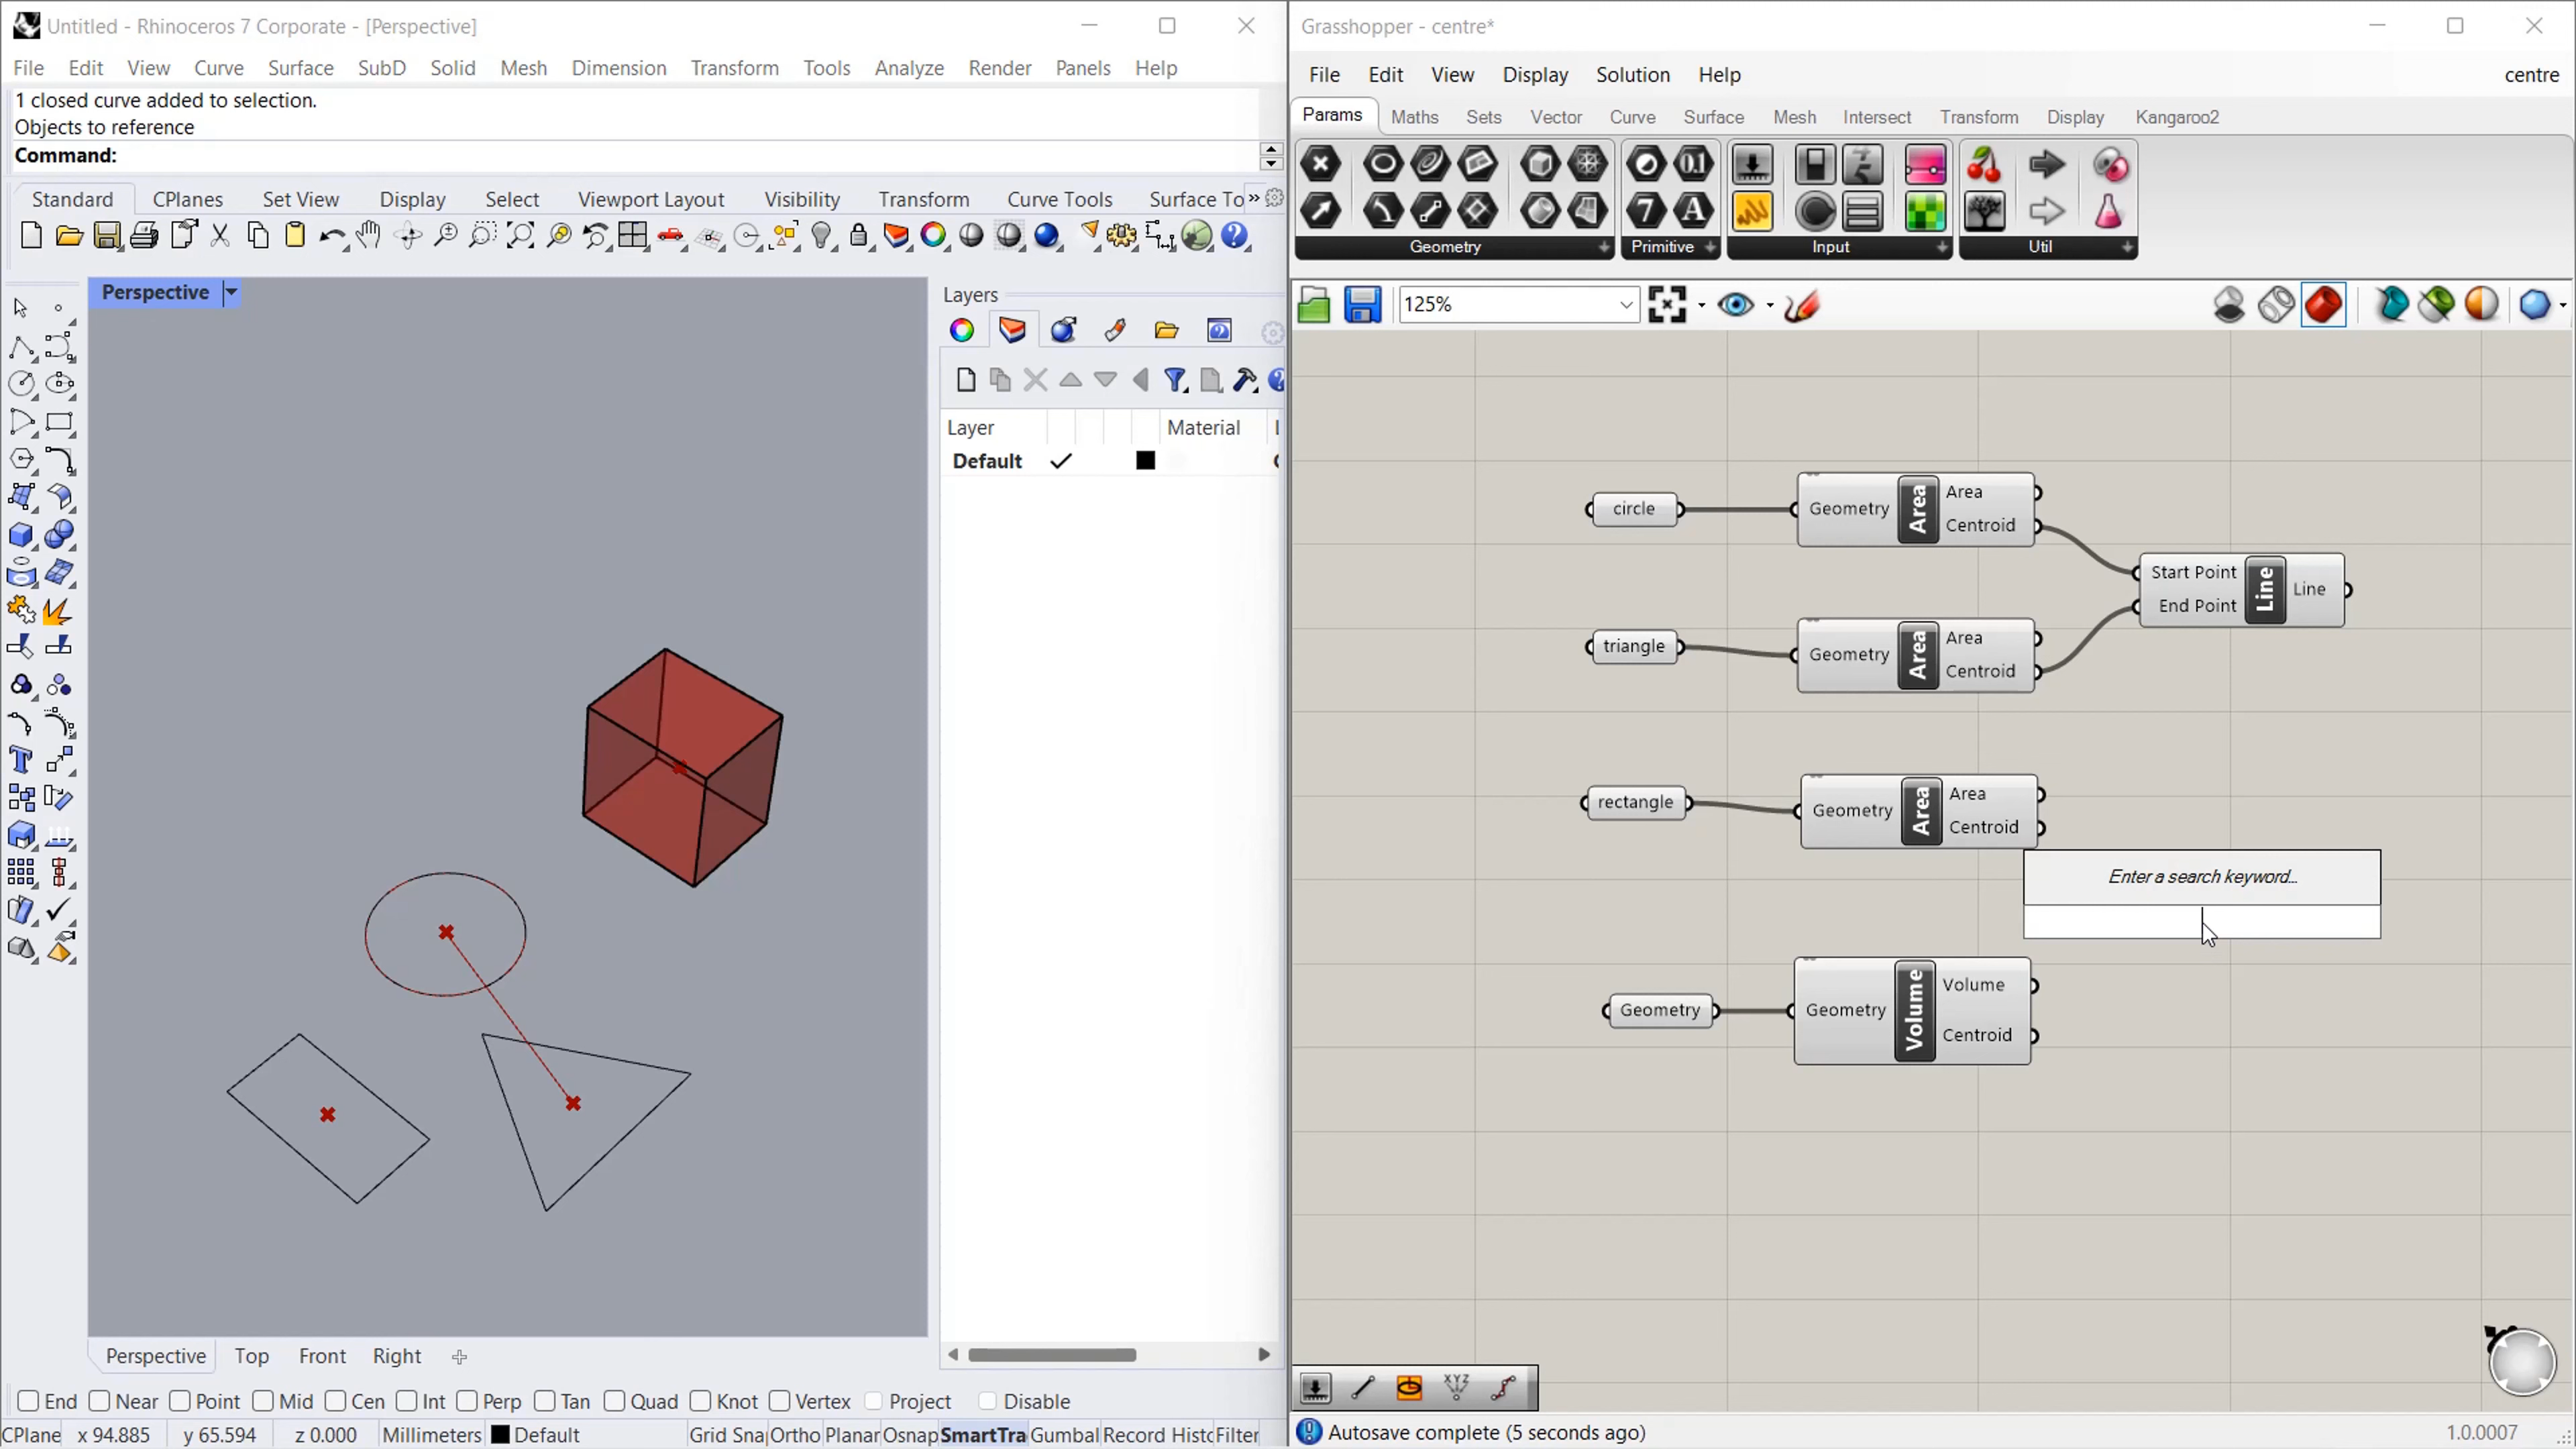 Untitled - Rhinoceros 7 Corporate - [Perspective]
File Edit View Curve Surface SubD Solid Mesh Dimension Transform Tools Analyze Render Panels Help
1 closed curve added to selection.
Objects to reference
Command:
Standard CPlanes Set View Display Select Viewport Layout Visibility Transform Curve Tools Surface To »
Perspective
Layers
Layer Material
Default
Perspective Top Front Right
End Near Point Mid Cen Int Perp Tan Quad Knot Vertex Project Disable
CPlane x 94.885 y 65.594 z 0.000 Millimeters Default Grid Snap Ortho Planar Osnap SmartTra Gumbal Record Histo Filter
Grasshopper - centre*
File Edit View Display Solution Help centre
Params Maths Sets Vector Curve Surface Mesh Intersect Transform Display Kangaroo2
Geometry Primitive Input Util
125%
circle
Geometry Area Area
Centroid
Start Point Line Line
End Point
triangle
Geometry Area Area
Centroid
rectangle
Geometry Area Area
Centroid
Enter a search keyword...
Geometry
Geometry Volume Volume
Centroid
XYZ
Autosave complete (5 seconds ago) 1.0.0007